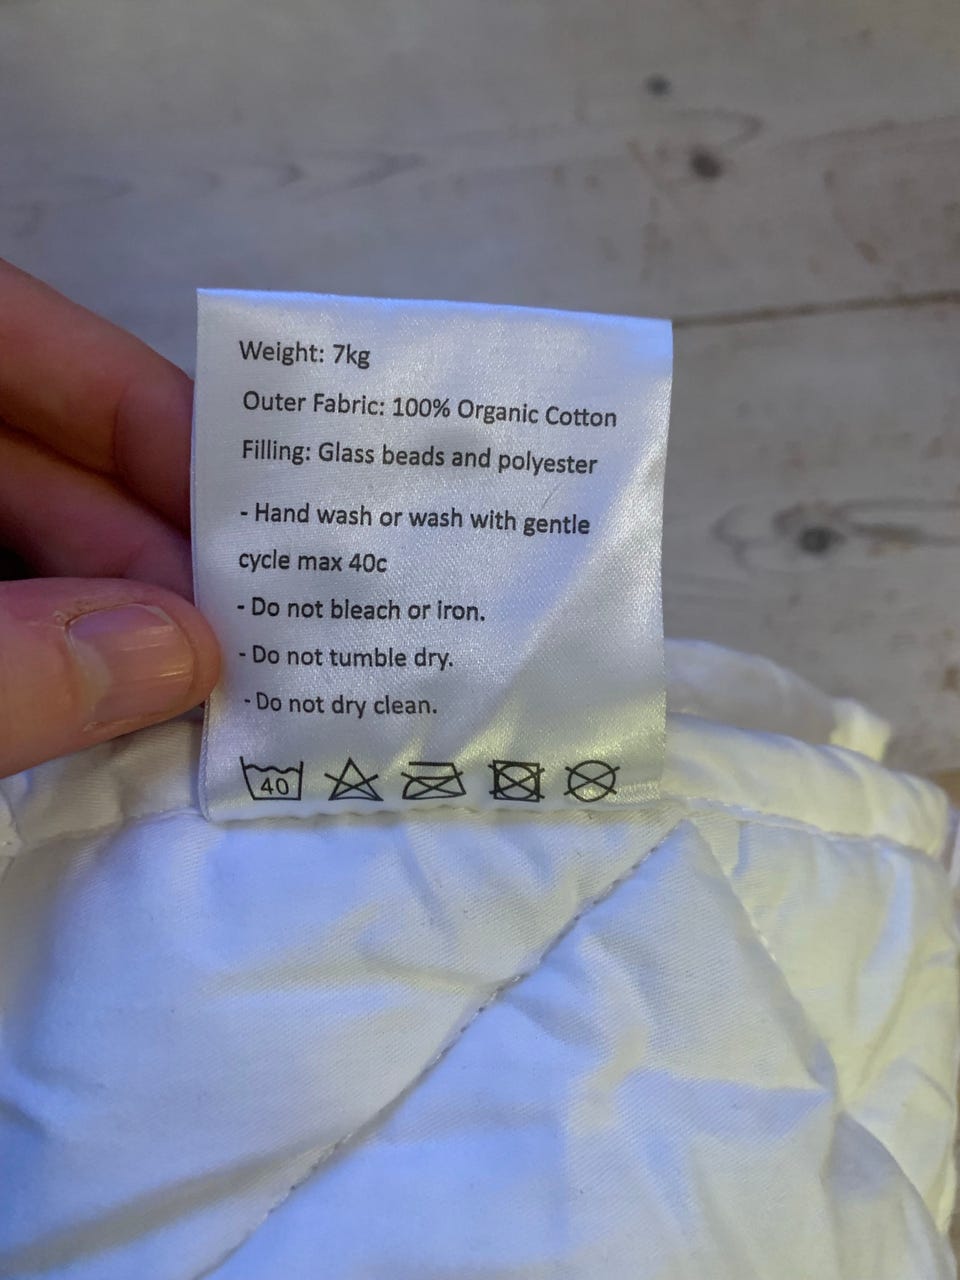 Weight: 7kg
Outer Fabric: 100% Organic Cotton
Filling: Glass beads and polyester
- Hand wash or wash with gentle
cycle max 40c
- Do not bleach or iron.
- Do not tumble dry.
- Do not dry clean.
40